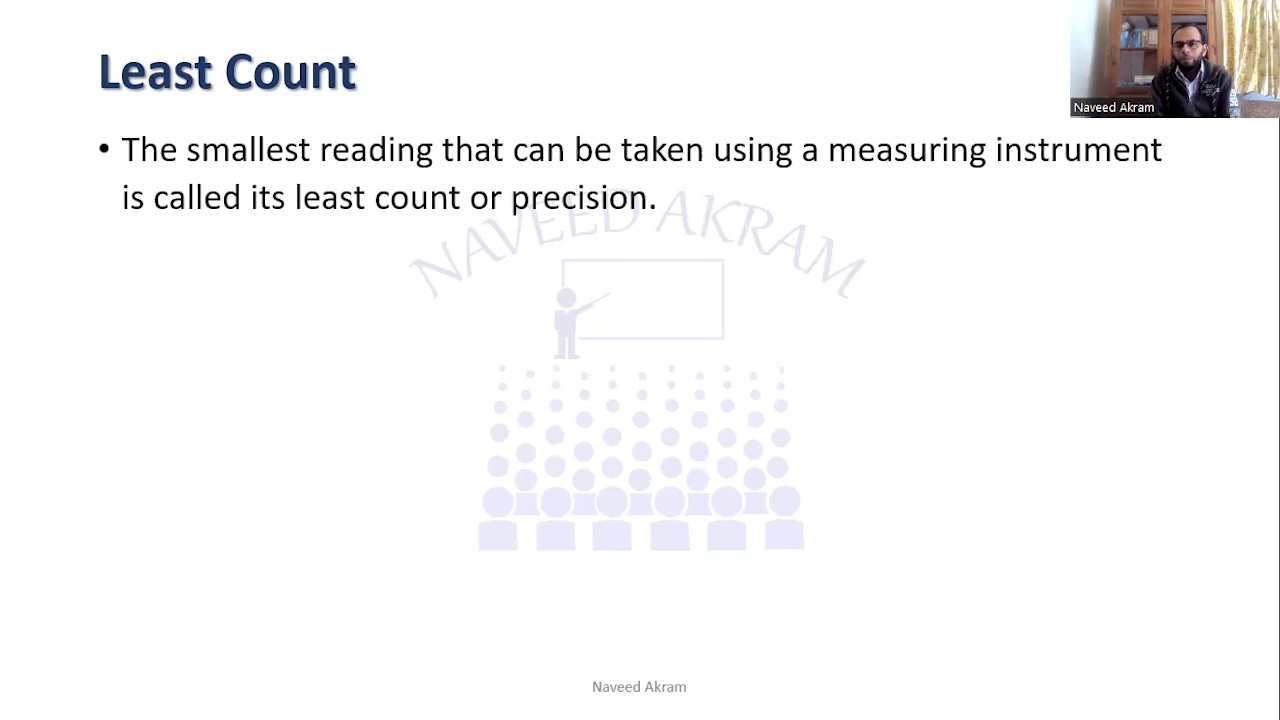 Least Count
Naveed Akram
• The smallest reading that can be taken using a measuring instrument
is called its least count or precision.
NAVEED AKRAM
Naveed Akram